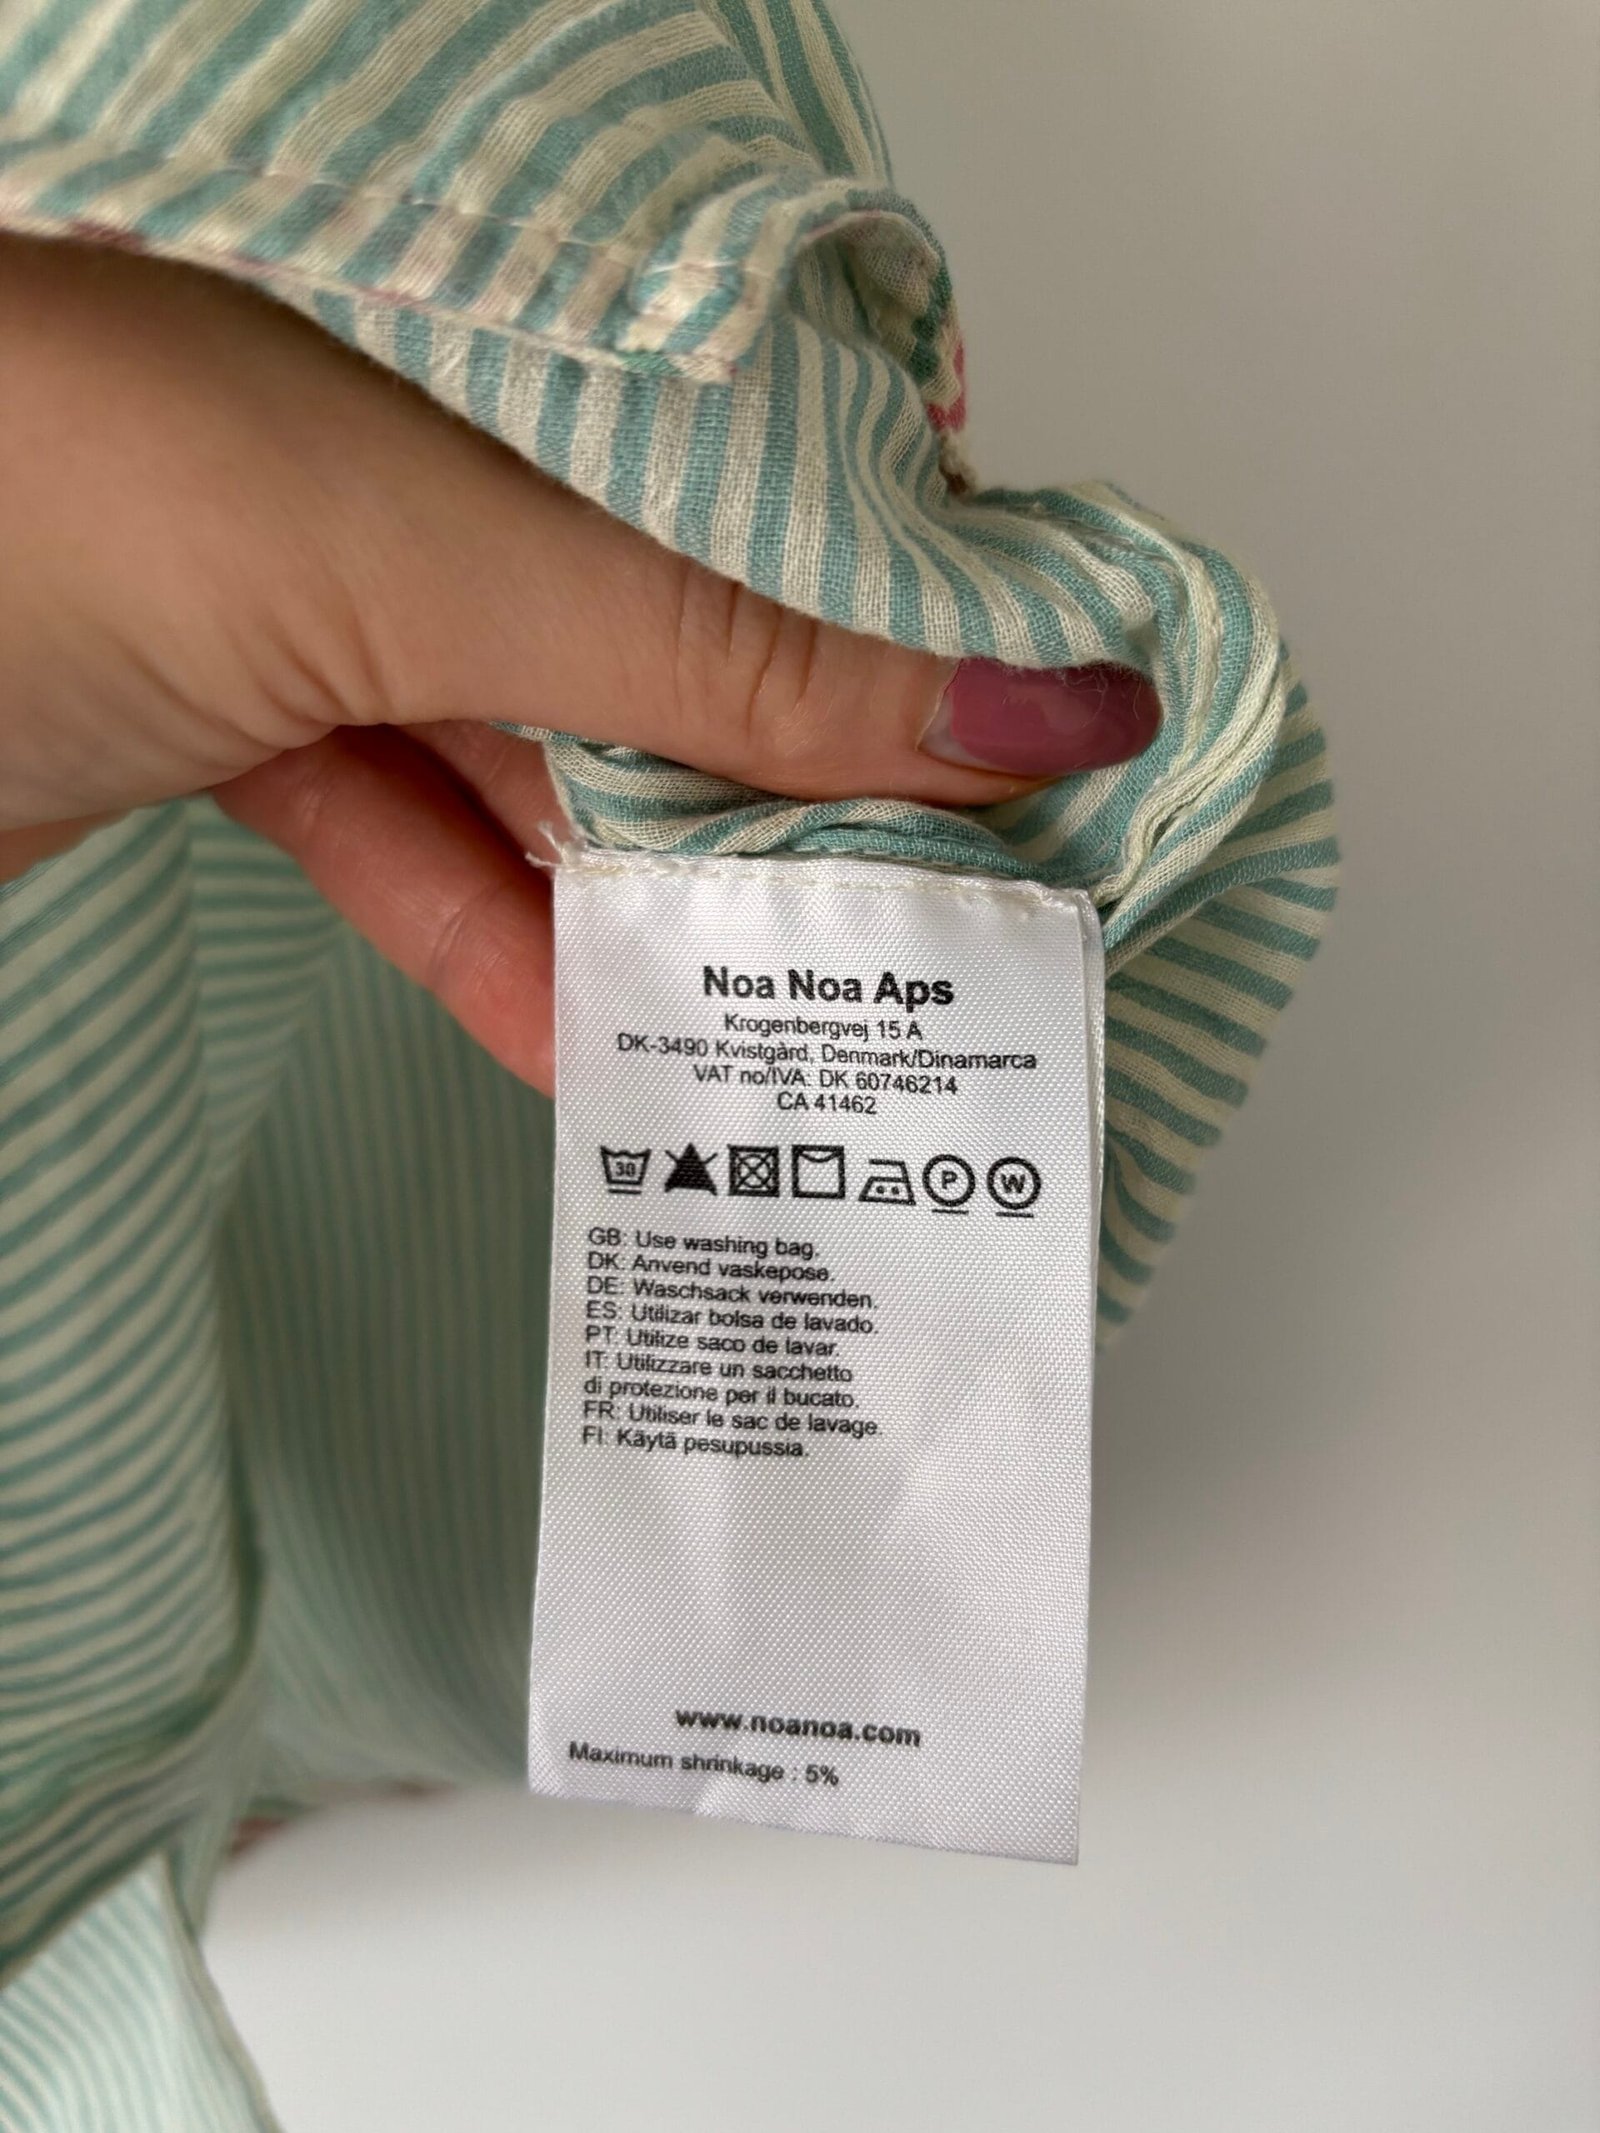 Noa Noa Aps
Krogenbergvej 15 A
DK-3490 Kvistgård, Denmark/Dinamarca
VAT no/IVA: DK 60746214
CA 41462
30 P W
GB: Use washing bag.
DK: Anvend vaskepose.
DE: Waschsack verwenden.
ES: Utilizar bolsa de lavado.
PT: Utilize saco de lavar.
IT: Utilizzare un sacchetto
di protezione per il bucato.
FR: Utiliser le sac de lavage.
FI: Käytä pesupussia.
www.noanoa.com
Maximum shrinkage : 5%